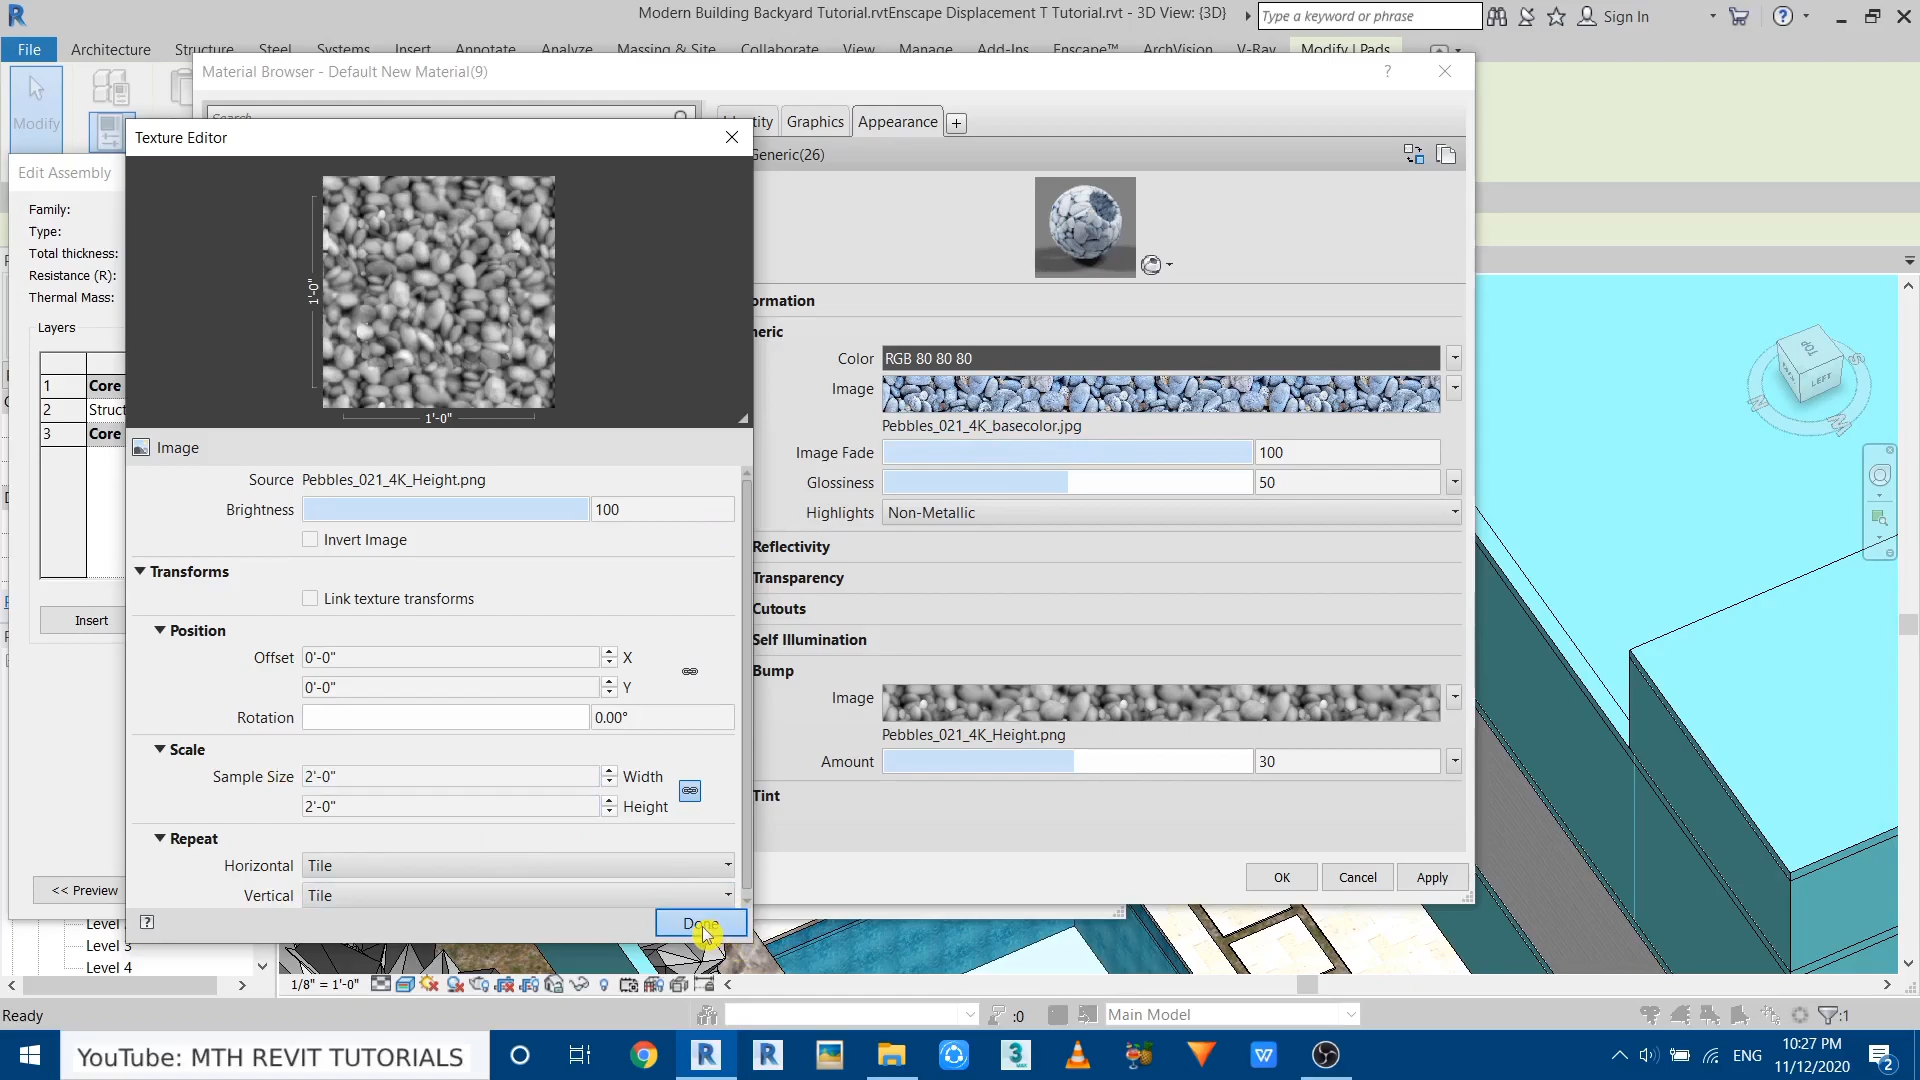 Modern Building Backyard Tutorial.rvtEnscape Displacement T Tutorial.rvt - 3D View: {3D}
Type a keyword or phrase
Sign In
File
Architecture
Structure
Steel
Systems
Insert
Annotate
Analyze
Massing & Site
Collaborate
View
Manage
Add-Ins
Enscape™
ArchVision
V-Ray
Modify | Pads
Modify
Material Browser - Default New Material(9)
Search
Graphics
Appearance
Generic(26)
Texture Editor
1'-0"
1'-0"
Image
Source
Pebbles_021_4K_Height.png
Brightness
100
Invert Image
Transforms
Link texture transforms
Position
Offset
0'-0"
X
0'-0"
Y
Rotation
0.00°
Scale
Sample Size
2'-0"
Width
2'-0"
Height
Repeat
Horizontal
Tile
Vertical
Tile
Done
Edit Assembly
Family:
Type:
Total thickness:
Resistance (R):
Thermal Mass:
Layers
1
Core
2
Struct
3
Core
Insert
<< Preview
Color
RGB 80 80 80
Image
Pebbles_021_4K_basecolor.jpg
Image Fade
100
Glossiness
50
Highlights
Non-Metallic
Reflectivity
Transparency
Cutouts
Self Illumination
Bump
Image
Pebbles_021_4K_Height.png
Amount
30
Tint
OK
Cancel
Apply
TOP
LEFT
Level
Level 3
Level 4
1/8" = 1'-0"
Ready
:0
Main Model
:1
YouTube: MTH REVIT TUTORIALS
ENG
10:27 PM
11/12/2020
2